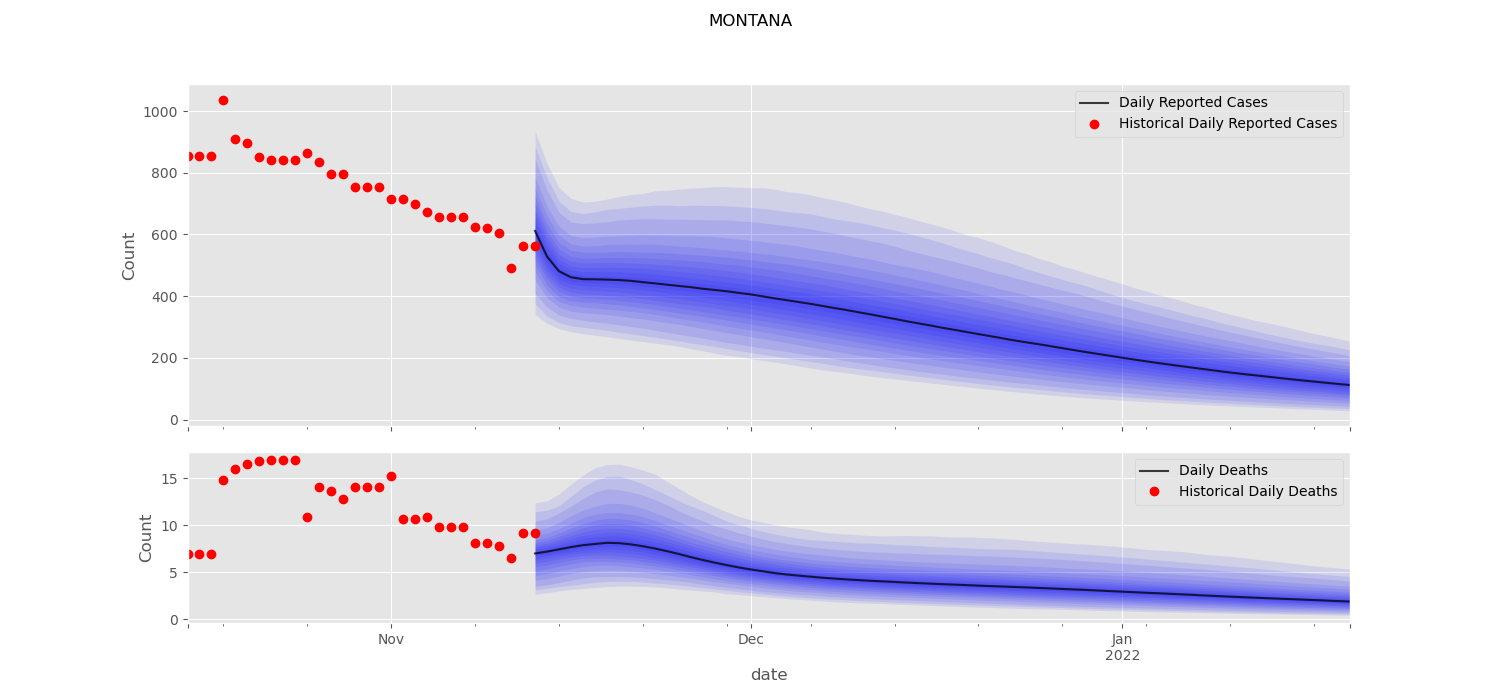 MONTANA
Count
1000
800
600
400
200
0
Daily Reported Cases
Historical Daily Reported Cases
Count
15
10
5
0
Daily Deaths
Historical Daily Deaths
Nov
Dec
Jan
2022
date